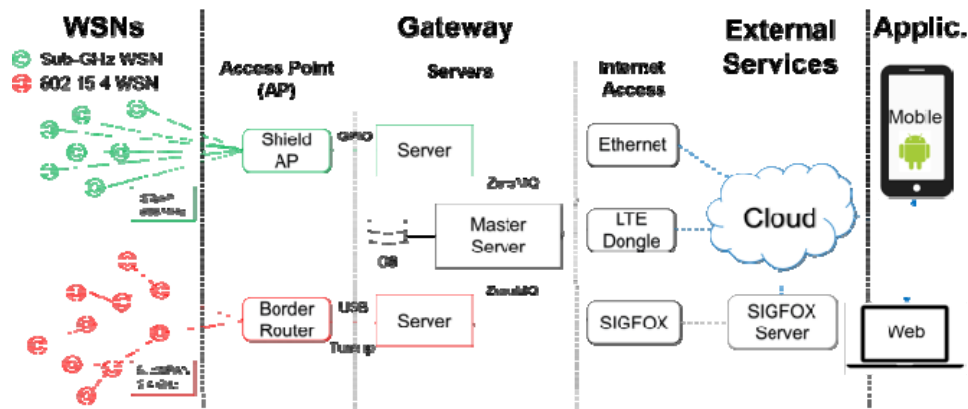 WSNs
Gateway
External
Services
Applic.
Sub-GHz WSN
802 15 4 WSN
Access Point
(AP)
Servers
Internet
Access
Shield
AP
GPIO
Server
ZeroMQ
Ethernet
Mobile
Master
Server
DB
LTE
Dongle
Cloud
Border
Router
USB
Server
ZeroMQ
SIGFOX
SIGFOX
Server
Web